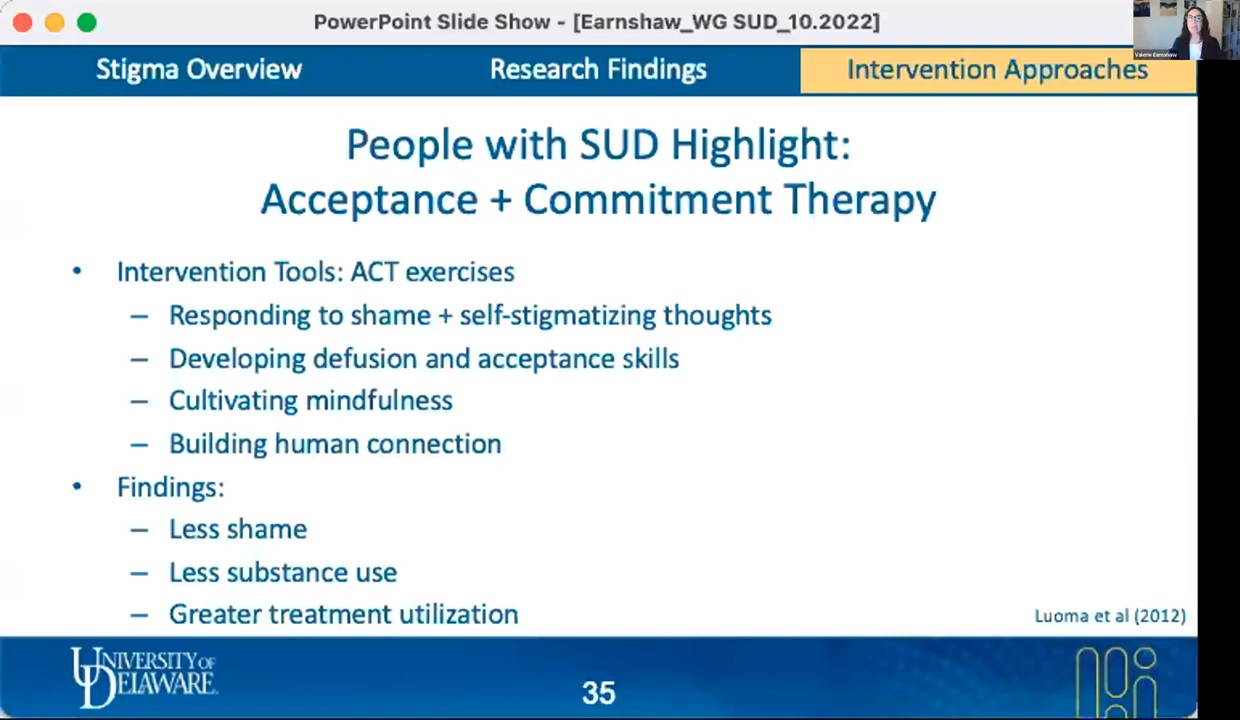 PowerPoint Slide Show - [Earnshaw_WG SUD_10.2022]
Valerie Earnshaw
Stigma Overview
Research Findings
Intervention Approaches
People with SUD Highlight:
Acceptance + Commitment Therapy
• Intervention Tools: ACT exercises
– Responding to shame + self-stigmatizing thoughts
– Developing defusion and acceptance skills
– Cultivating mindfulness
– Building human connection
• Findings:
– Less shame
– Less substance use
– Greater treatment utilization
Luoma et al (2012)
UNIVERSITY OF
DELAWARE.
35